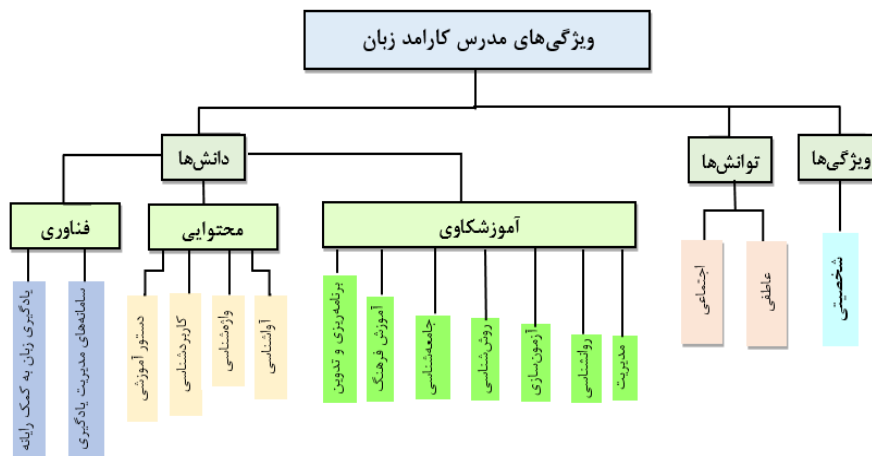 ویژگی‌های مدرس کارامد زبان
ویژگی‌ها
توانش‌ها
دانش‌ها
آموزشکاوی
محتوایی
فناوری
شخصیتی
عاطفی
اجتماعی
مدیریت
روانشناسی
آزمون‌سازی
روش‌شناسی
جامعه‌شناسی
آموزش فرهنگ
برنامه‌ریزی و تدوین
آواشناسی
واژه‌شناسی
کاربردشناسی
دستور آموزشی
سامانه‌های مدیریت یادگیری
یادگیری زبان به کمک رایانه